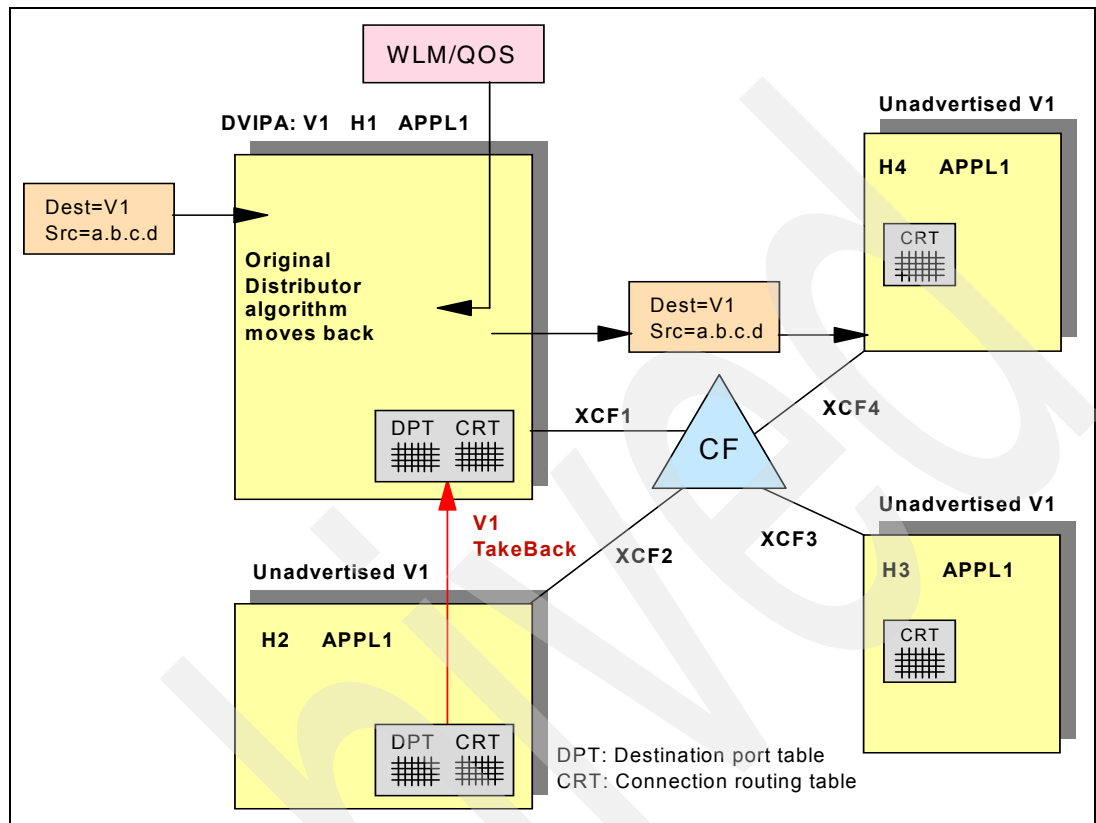 WLM/QOS
DVIPA: V1 H1 APPL1
Unadvertised V1
Dest=V1
Src=a.b.c.d
Original
Distributor
algorithm
moves back
H4 APPL1
CRT
Dest=V1
Src=a.b.c.d
DPT CRT
XCF1
XCF4
CF
V1
TakeBack
XCF2
XCF3
Unadvertised V1
Unadvertised V1
H2 APPL1
H3 APPL1
CRT
DPT CRT
DPT: Destination port table
CRT: Connection routing table
hived